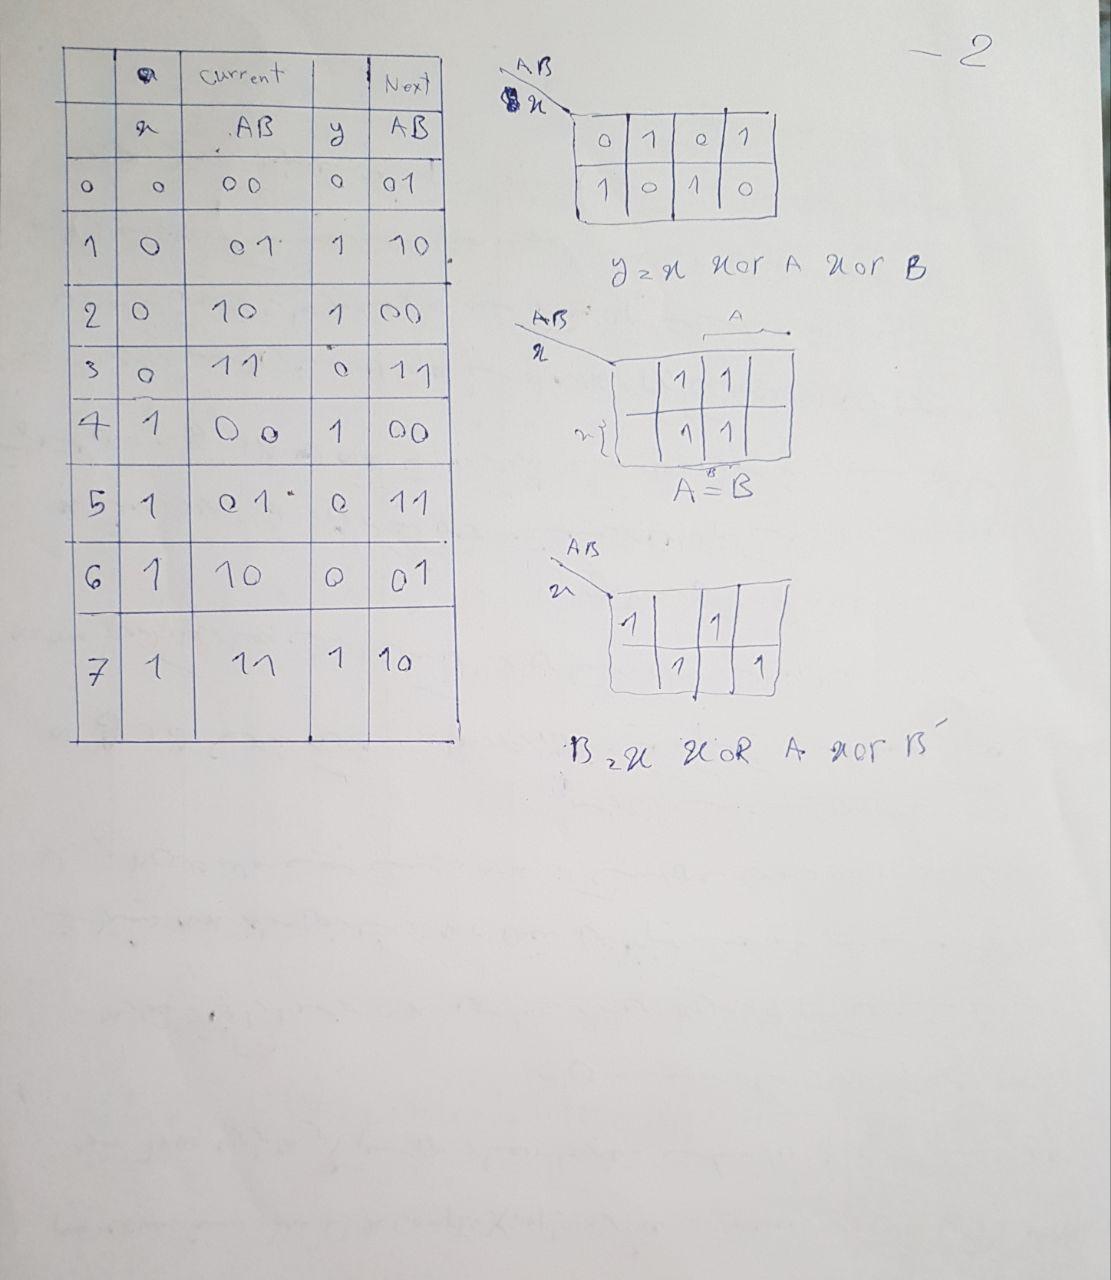 - 2
Current Next
x AB y AB
0 0 00 0 01
1 0 01 1 10
2 0 10 1 00
3 0 11 0 11
4 1 00 1 00
5 1 01 0 11
6 1 10 0 01
7 1 11 1 10
AB
x
0 1 0 1
1 0 1 0
y = x xor A xor B
AB
x
A
1 1
x{ 1 1
B
A = B
AB
x
1 1
1 1
B = x xOR A xor B'